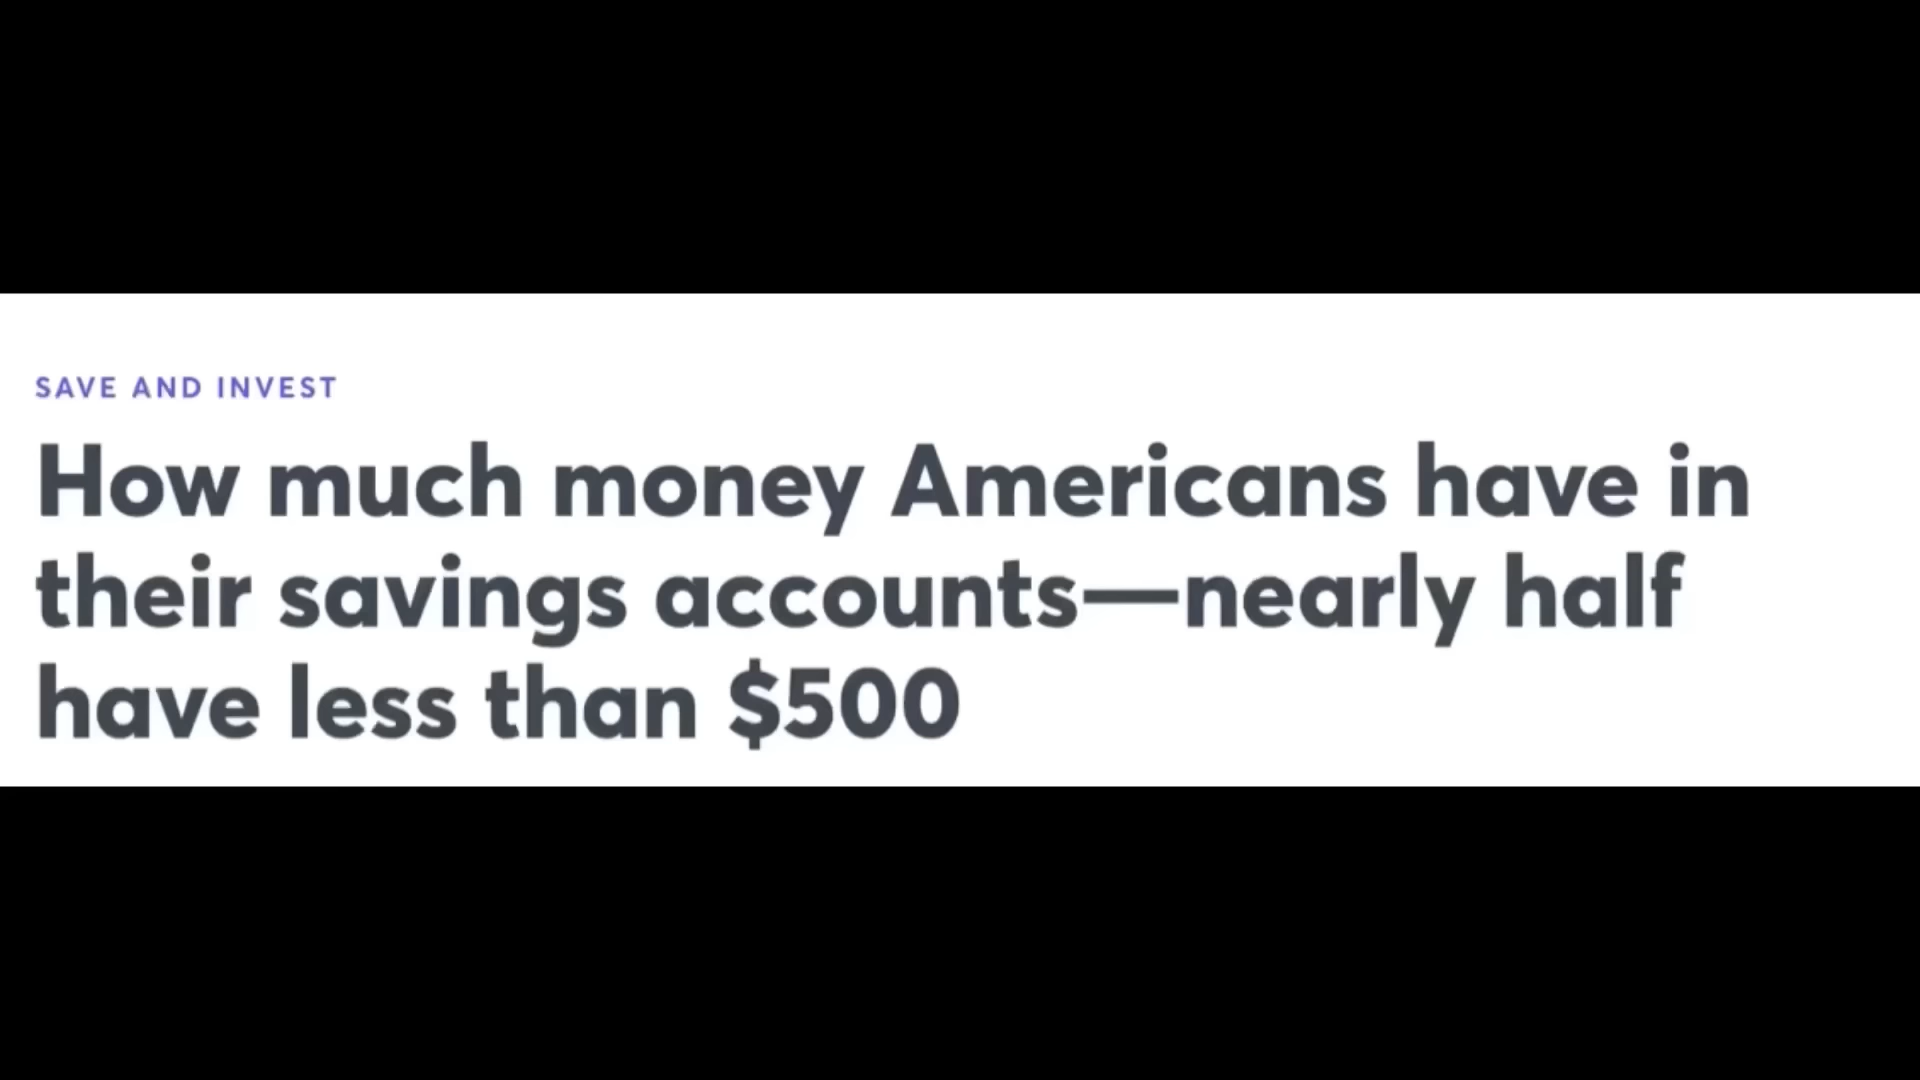 SAVE AND INVEST
How much money Americans have in
their savings accounts—nearly half
have less than $500